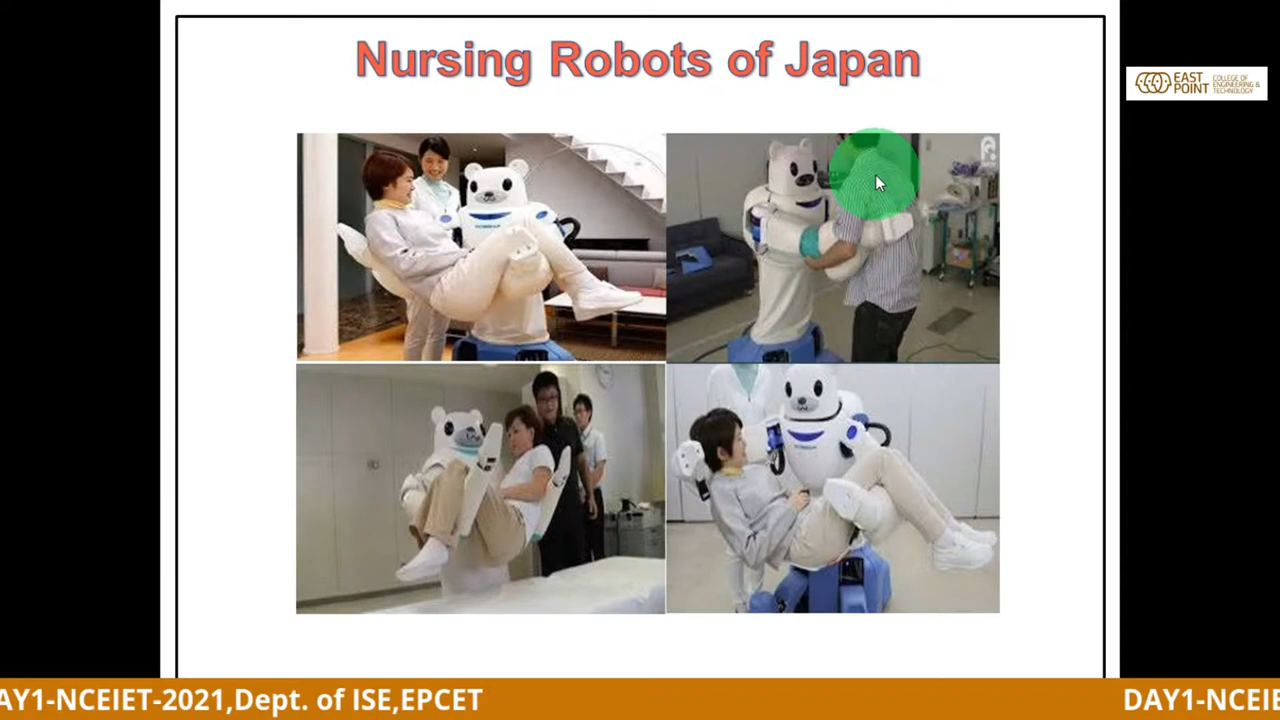 Nursing Robots of Japan
EAST
POINT
COLLEGE OF
ENGINEERING &
TECHNOLOGY
AY1-NCEIET-2021,Dept. of ISE,EPCET
DAY1-NCEIE